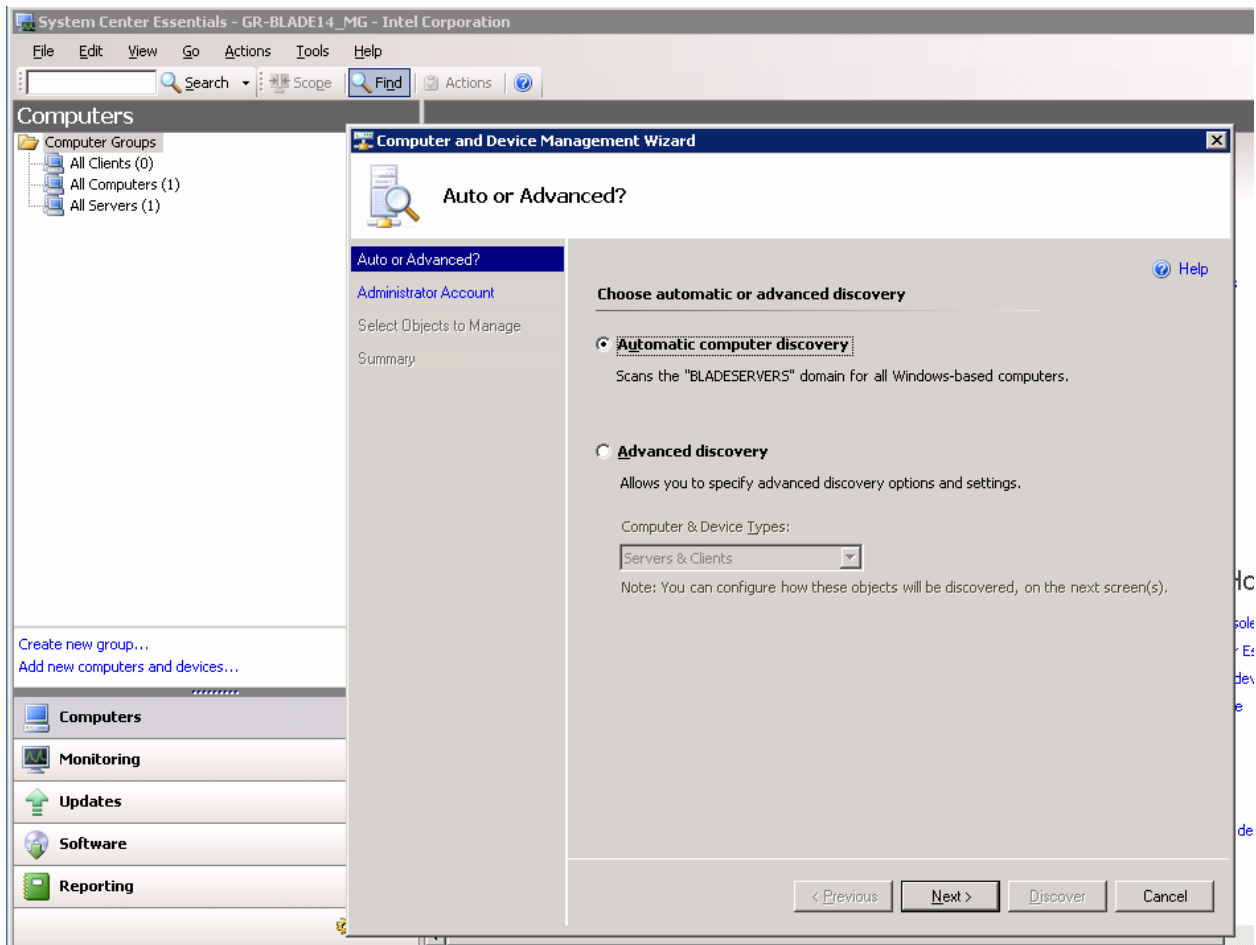 System Center Essentials - GR-BLADE14_MG - Intel Corporation
File Edit View Go Actions Tools Help
Search Scope Find Actions
Computers
Computer Groups
All Clients (0)
All Computers (1)
All Servers (1)
Create new group...
Add new computers and devices...
Computers
Monitoring
Updates
Software
Reporting
Computer and Device Management Wizard
Auto or Advanced?
Auto or Advanced?
Administrator Account
Select Objects to Manage
Summary
Help
Choose automatic or advanced discovery
Automatic computer discovery
Scans the "BLADESERVERS" domain for all Windows-based computers.
Advanced discovery
Allows you to specify advanced discovery options and settings.
Computer & Device Types:
Servers & Clients
Note: You can configure how these objects will be discovered, on the next screen(s).
< Previous Next > Discover Cancel